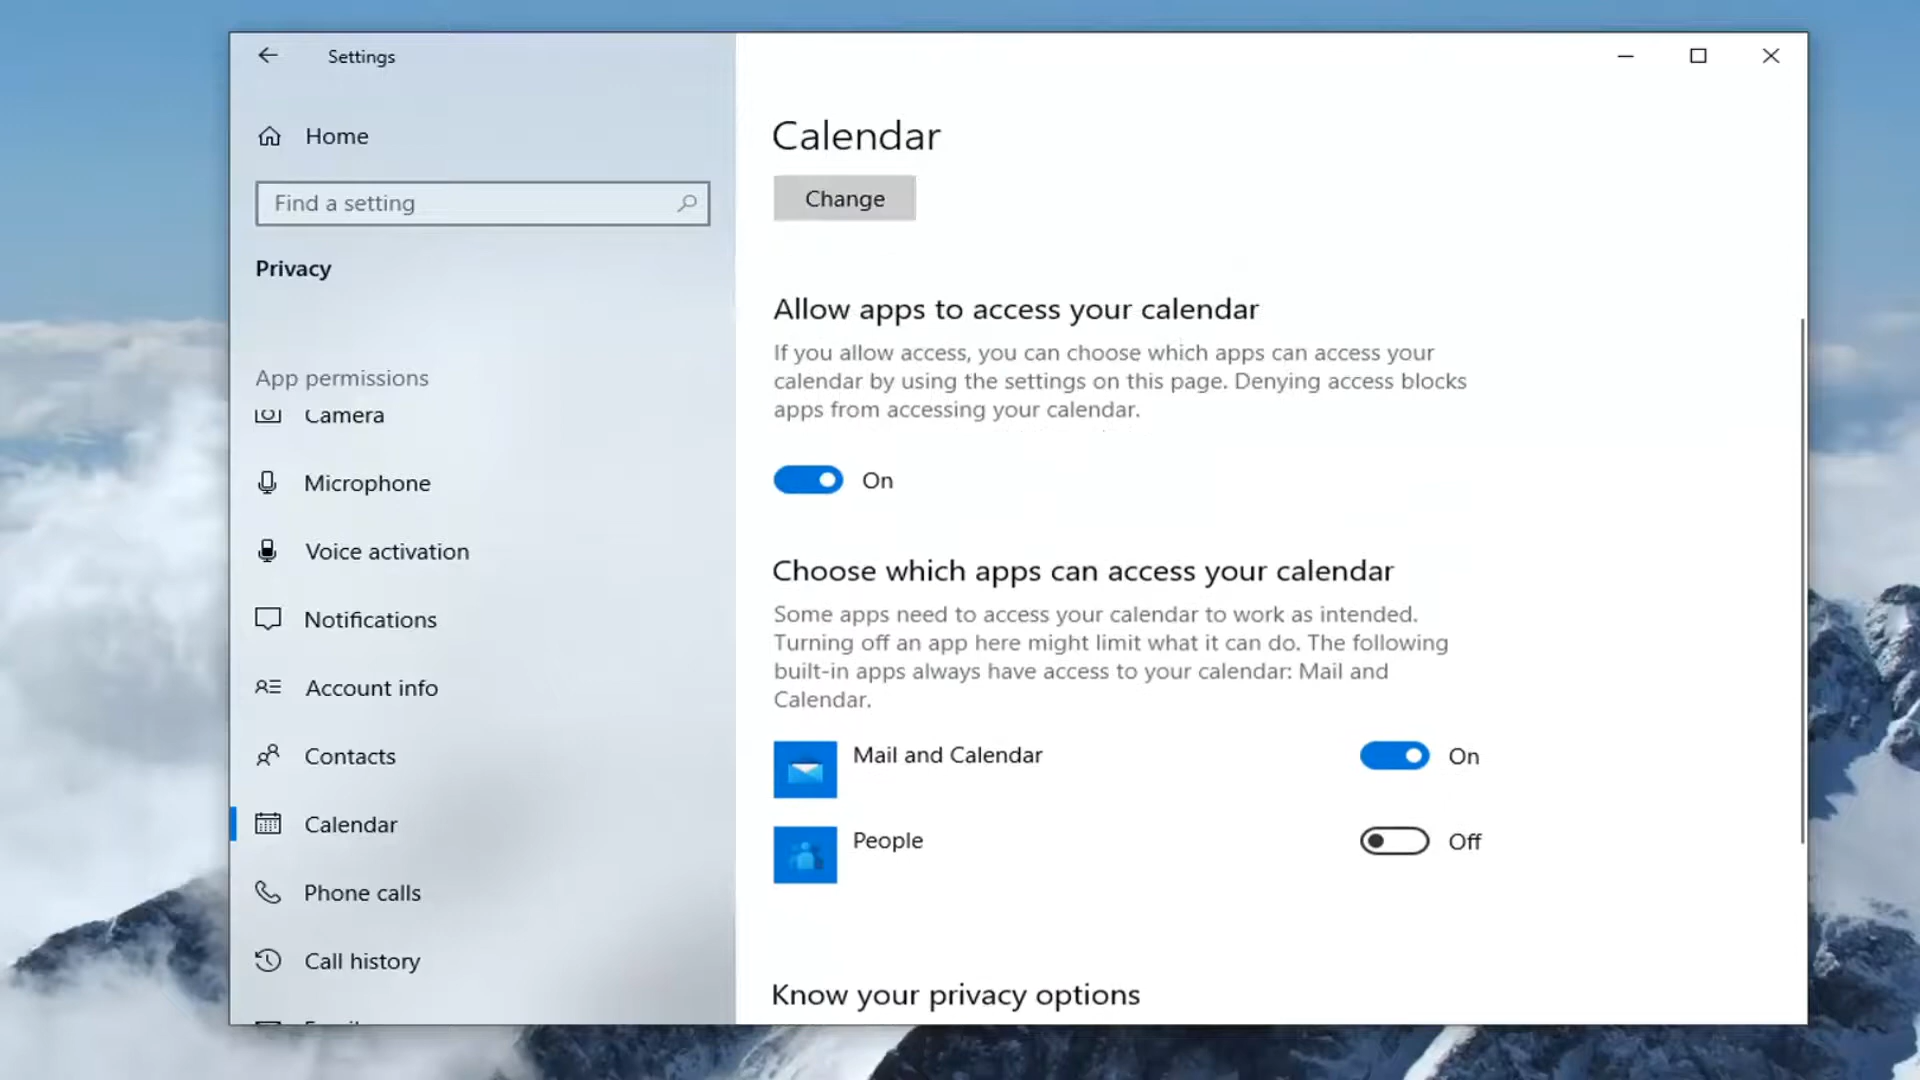 Settings
Home
Find a setting
Privacy
App permissions
Camera
Microphone
Voice activation
Notifications
Account info
Contacts
Calendar
Phone calls
Call history
Calendar
Change
Allow apps to access your calendar
If you allow access, you can choose which apps can access your
calendar by using the settings on this page. Denying access blocks
apps from accessing your calendar.
On
Choose which apps can access your calendar
Some apps need to access your calendar to work as intended.
Turning off an app here might limit what it can do. The following
built-in apps always have access to your calendar: Mail and
Calendar.
Mail and Calendar On
People Off
Know your privacy options